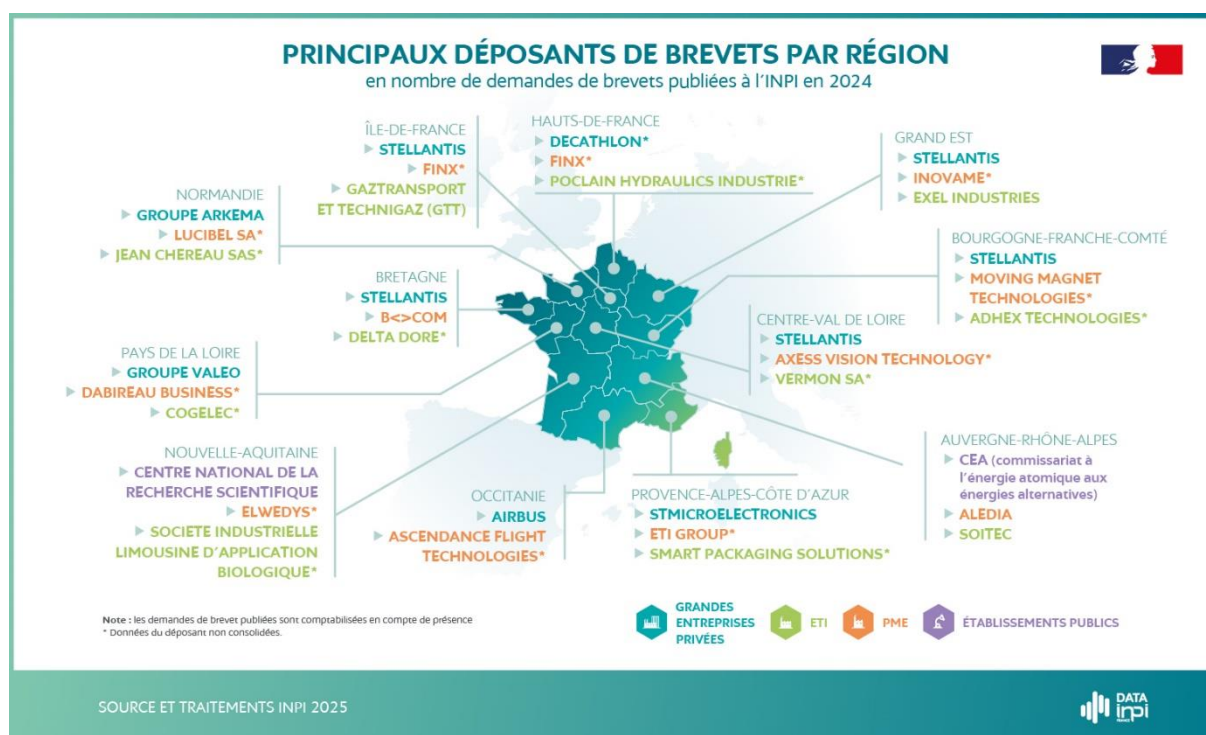 PRINCIPAUX DÉPOSANTS DE BREVETS PAR RÉGION
en nombre de demandes de brevets publiées à l'INPI en 2024
ÎLE-DE-FRANCE
STELLANTIS
FINX*
GAZTRANSPORT
ET TECHNIGAZ (GTT)
HAUTS-DE-FRANCE
DECATHLON*
FINX*
POCLAIN HYDRAULICS INDUSTRIE*
GRAND EST
STELLANTIS
INOVAME*
EXEL INDUSTRIES
NORMANDIE
GROUPE ARKEMA
LUCIBEL SA*
JEAN CHEREAU SAS*
BOURGOGNE-FRANCHE-COMTÉ
STELLANTIS
MOVING MAGNET
TECHNOLOGIES*
ADHEX TECHNOLOGIES*
BRETAGNE
STELLANTIS
B<>COM
DELTA DORE*
CENTRE-VAL DE LOIRE
STELLANTIS
AXESS VISION TECHNOLOGY*
VERMON SA*
PAYS DE LA LOIRE
GROUPE VALEO
DABIREAU BUSINESS*
COGELEC*
NOUVELLE-AQUITAINE
CENTRE NATIONAL DE LA
RECHERCHE SCIENTIFIQUE
ELWEDYS*
SOCIETE INDUSTRIELLE
LIMOUSINE D'APPLICATION
BIOLOGIQUE*
OCCITANIE
AIRBUS
ASCENDANCE FLIGHT
TECHNOLOGIES*
PROVENCE-ALPES-CÔTE D'AZUR
STMICROELECTRONICS
ETI GROUP*
SMART PACKAGING SOLUTIONS*
AUVERGNE-RHÔNE-ALPES
CEA (commissariat à
l'énergie atomique aux
énergies alternatives)
ALEDIA
SOITEC
Note : les demandes de brevet publiées sont comptabilisées en compte de présence
* Données du déposant non consolidées.
GRANDES
ENTREPRISES
PRIVÉES
ETI
PME
ÉTABLISSEMENTS PUBLICS
SOURCE ET TRAITEMENTS INPI 2025
DATA
inpi